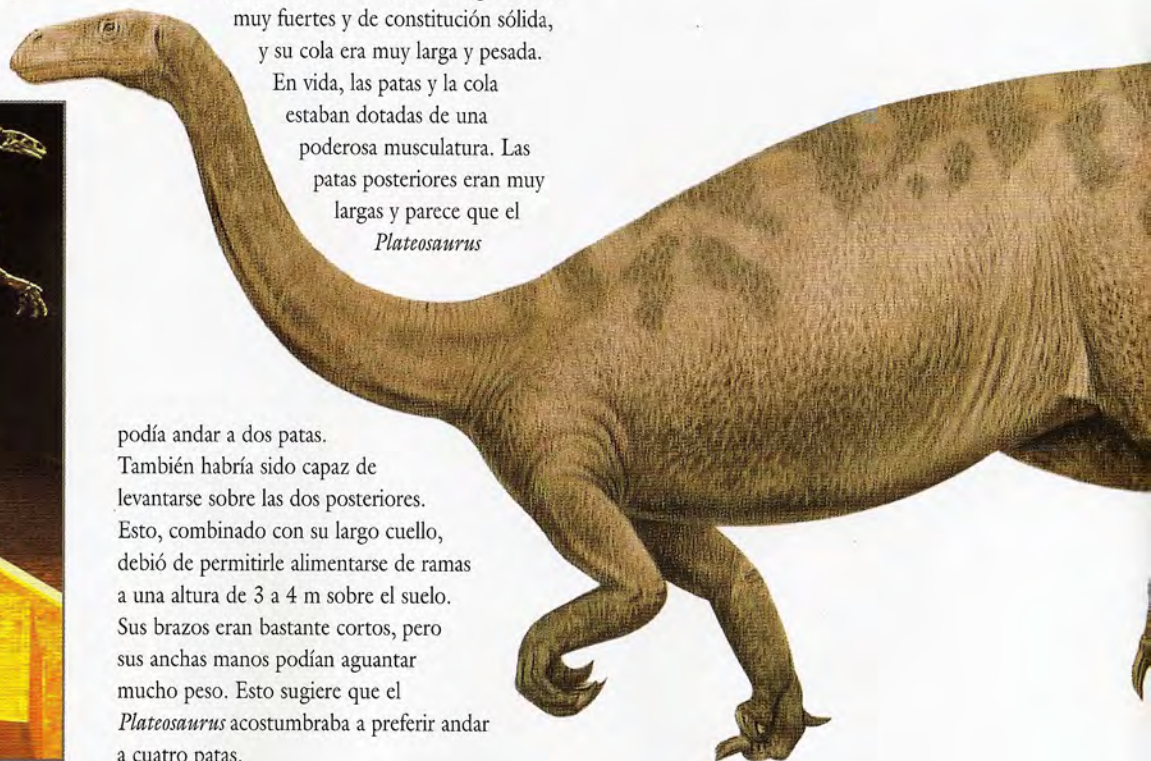 muy fuertes y de constitución sólida,
y su cola era muy larga y pesada.
En vida, las patas y la cola
estaban dotadas de una
poderosa musculatura. Las
patas posteriores eran muy
largas y parece que el
Plateosaurus
podía andar a dos patas.
También habría sido capaz de
levantarse sobre las dos posteriores.
Esto, combinado con su largo cuello,
debió de permitirle alimentarse de ramas
a una altura de 3 a 4 m sobre el suelo.
Sus brazos eran bastante cortos, pero
sus anchas manos podían aguantar
mucho peso. Esto sugiere que el
Plateosaurus acostumbraba a preferir andar
a cuatro patas.